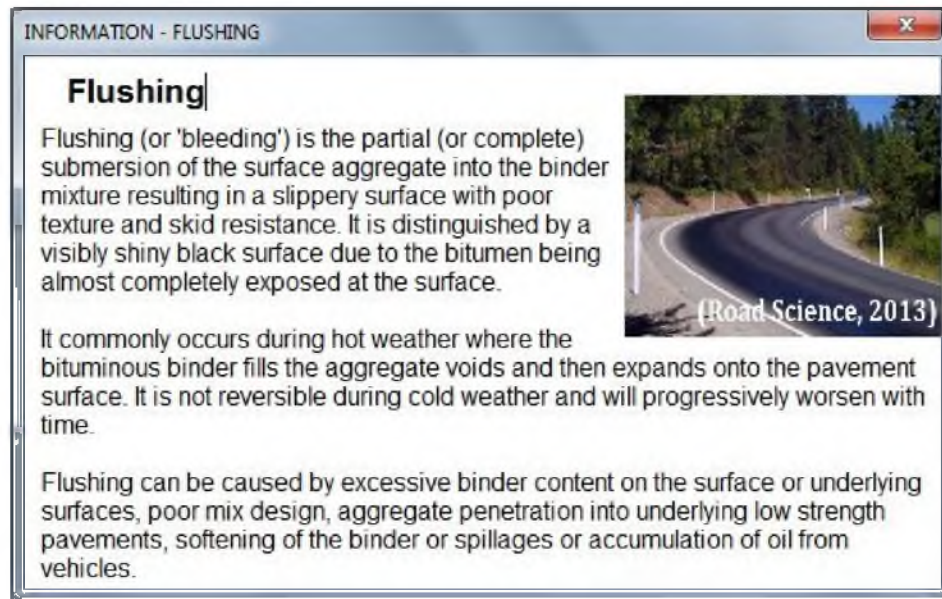 INFORMATION - FLUSHING
Flushing
Flushing (or 'bleeding') is the partial (or complete)
submersion of the surface aggregate into the binder
mixture resulting in a slippery surface with poor
texture and skid resistance. It is distinguished by a
visibly shiny black surface due to the bitumen being
almost completely exposed at the surface.
(Road Science, 2013)
It commonly occurs during hot weather where the
bituminous binder fills the aggregate voids and then expands onto the pavement
surface. It is not reversible during cold weather and will progressively worsen with
time.
Flushing can be caused by excessive binder content on the surface or underlying
surfaces, poor mix design, aggregate penetration into underlying low strength
pavements, softening of the binder or spillages or accumulation of oil from
vehicles.